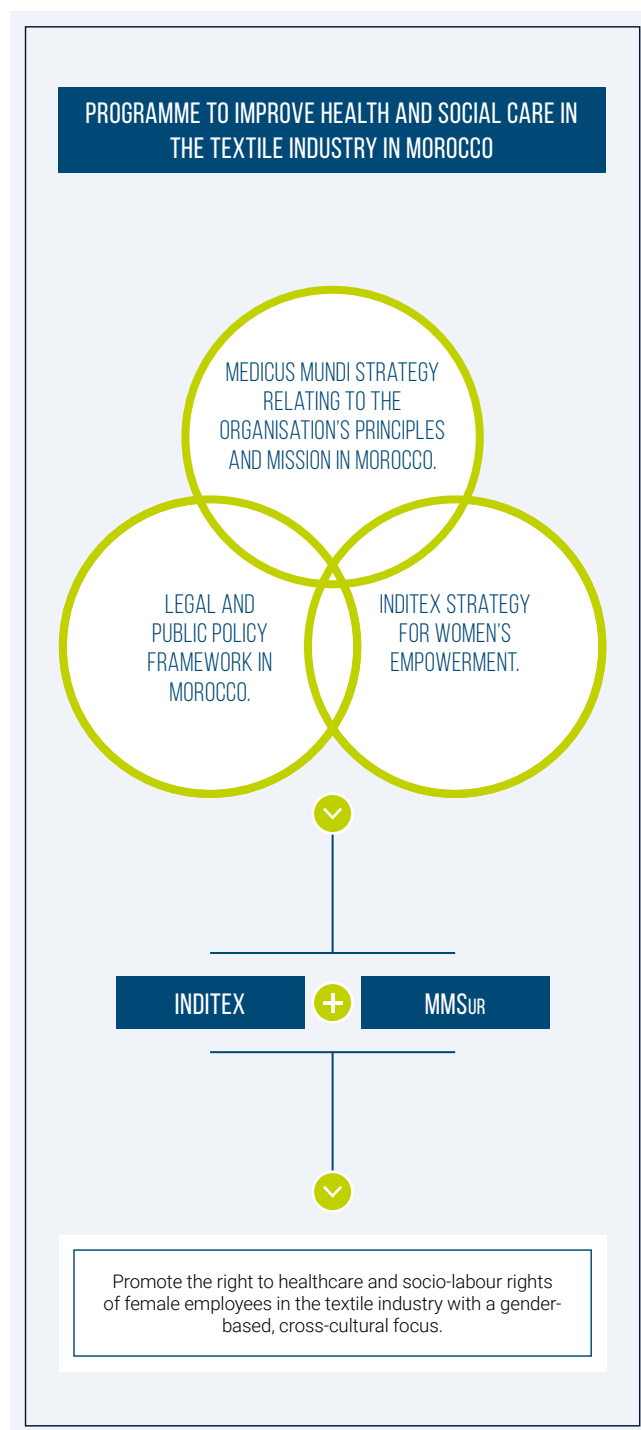 PROGRAMME TO IMPROVE HEALTH AND SOCIAL CARE IN
THE TEXTILE INDUSTRY IN MOROCCO
MEDICUS MUNDI STRATEGY
RELATING TO THE
ORGANISATION'S PRINCIPLES
AND MISSION IN MOROCCO.
LEGAL AND
PUBLIC POLICY
FRAMEWORK IN
MOROCCO.
INDITEX STRATEGY
FOR WOMEN'S
EMPOWERMENT.
INDITEX
MMSUR
Promote the right to healthcare and socio-labour rights
of female employees in the textile industry with a gender-
based, cross-cultural focus.